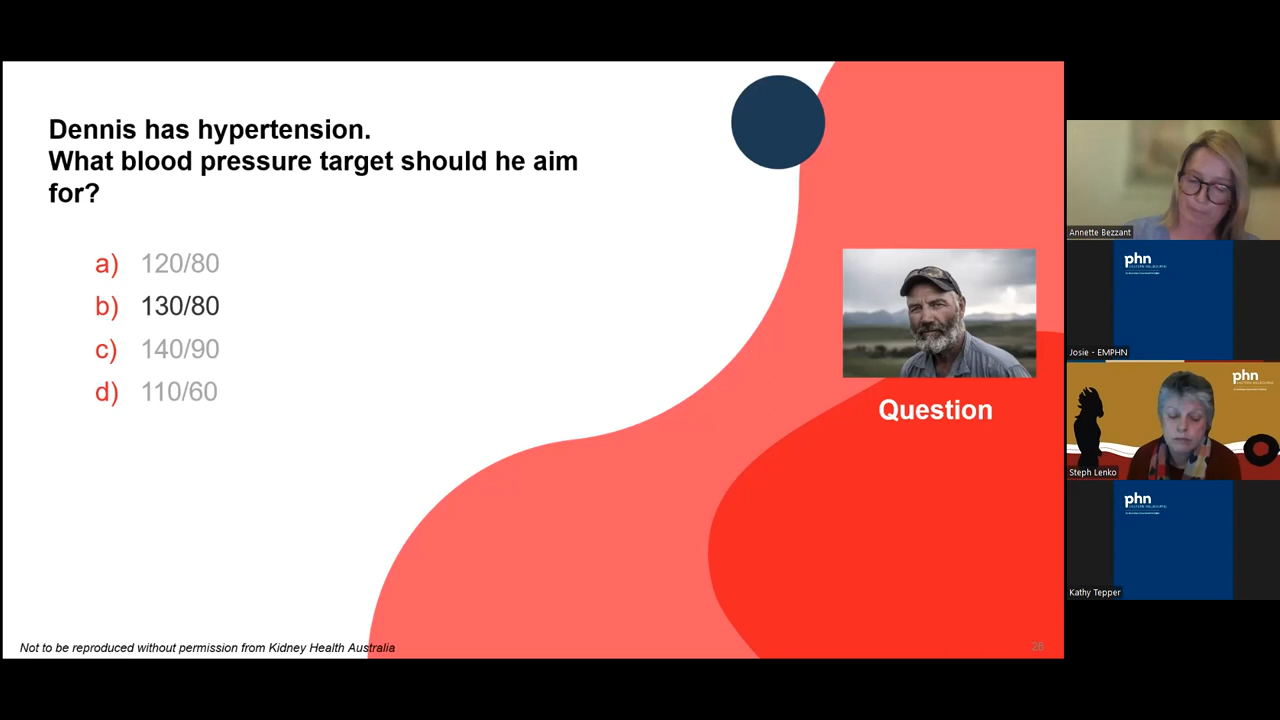 Dennis has hypertension.
What blood pressure target should he aim
for?
a) 120/80
b) 130/80
c) 140/90
d) 110/60
Question
Not to be reproduced without permission from Kidney Health Australia
26
Annette Bezzant
phn
Josie - EMPHN
phn
Steph Lenko
phn
Kathy Tepper